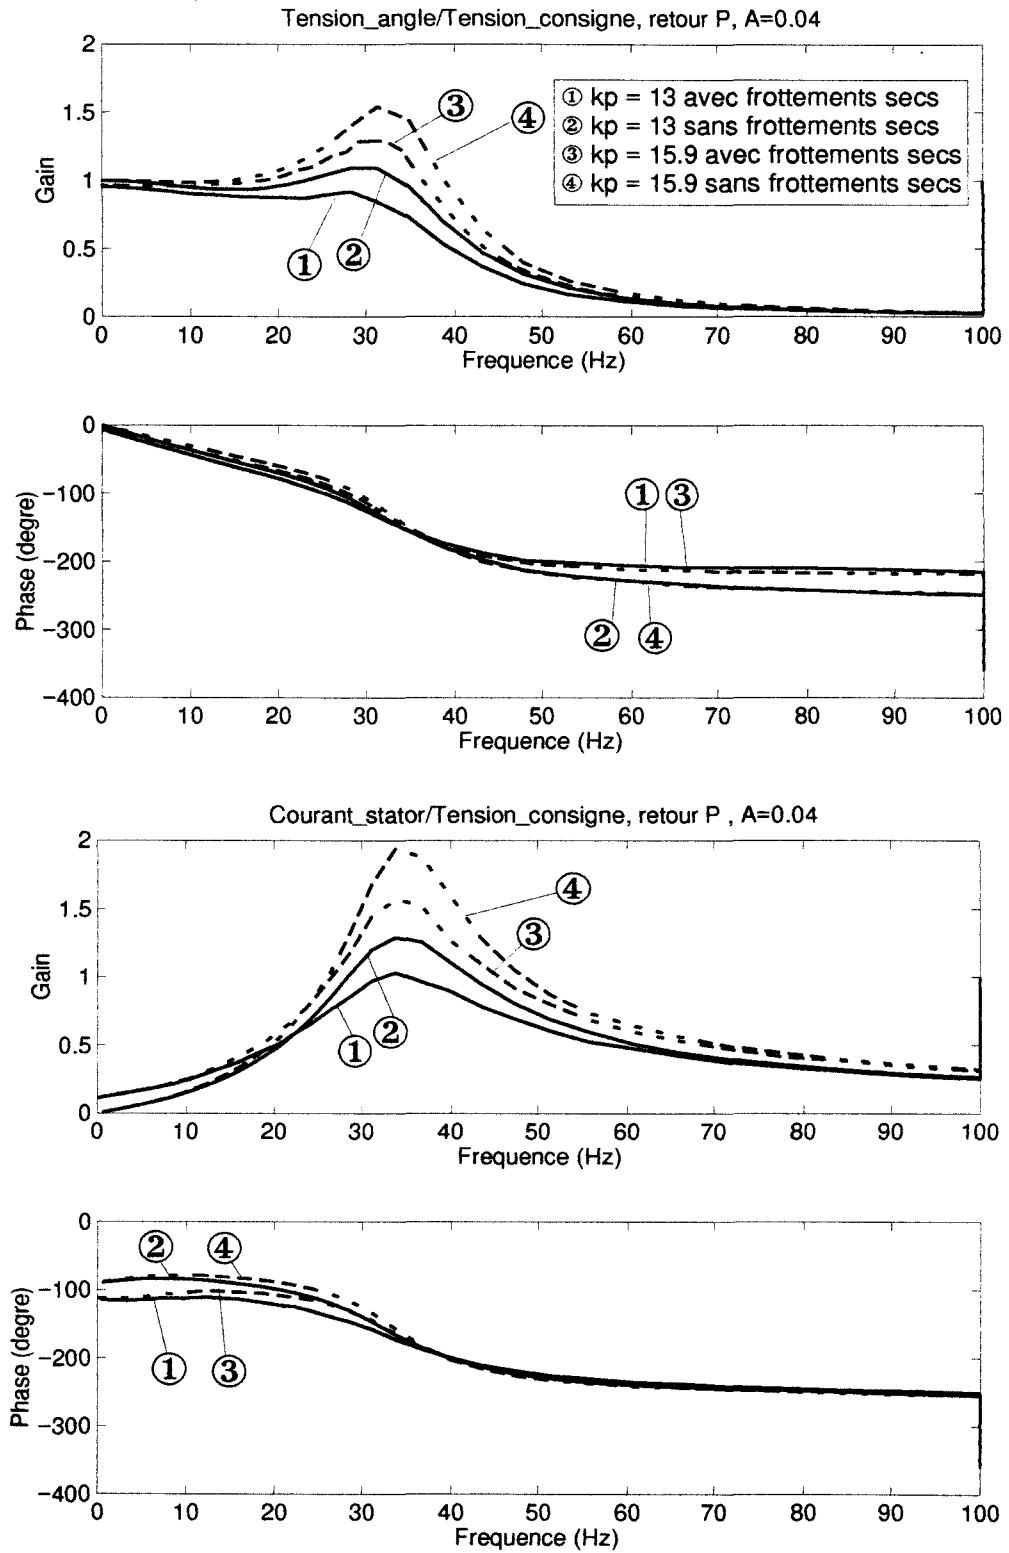 Tension_angle/Tension_consigne, retour P, A=0.04
2
1.5
1
0.5
0
Gain
① kp = 13 avec frottements secs
② kp = 13 sans frottements secs
③ kp = 15.9 avec frottements secs
④ kp = 15.9 sans frottements secs
③
④
①
②
0 10 20 30 40 50 60 70 80 90 100
Frequence (Hz)
0
−100
−200
−300
−400
Phase (degre)
① ③
② ④
0 10 20 30 40 50 60 70 80 90 100
Frequence (Hz)
Courant_stator/Tension_consigne, retour P , A=0.04
2
1.5
1
0.5
0
Gain
④
③
②
①
0 10 20 30 40 50 60 70 80 90 100
Frequence (Hz)
0
−100
−200
−300
−400
Phase (degre)
② ④
① ③
0 10 20 30 40 50 60 70 80 90 100
Frequence (Hz)